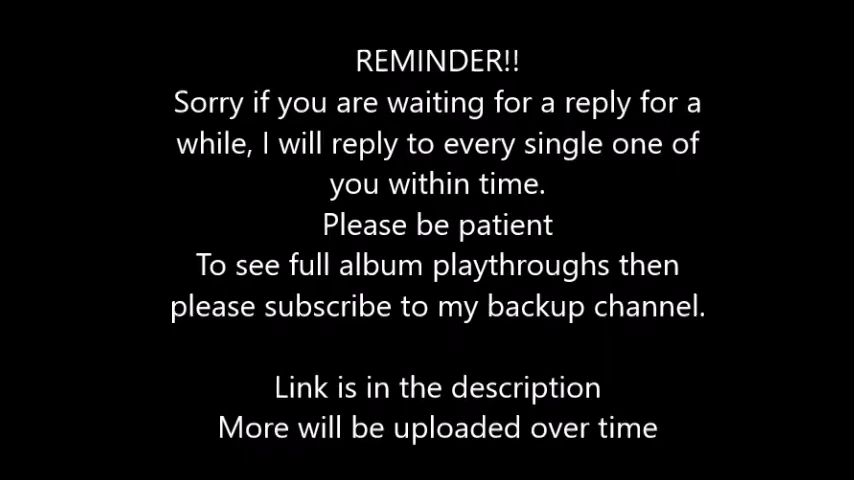 REMINDER!!
Sorry if you are waiting for a reply for a
while, I will reply to every single one of
you within time.
Please be patient
To see full album playthroughs then
please subscribe to my backup channel.
Link is in the description
More will be uploaded over time